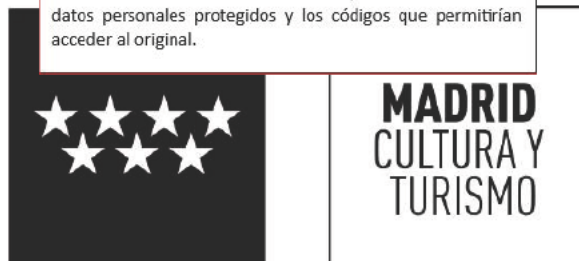 datos personales protegidos y los códigos que permitirían
acceder al original.
MADRID
CULTURA Y
TURISMO